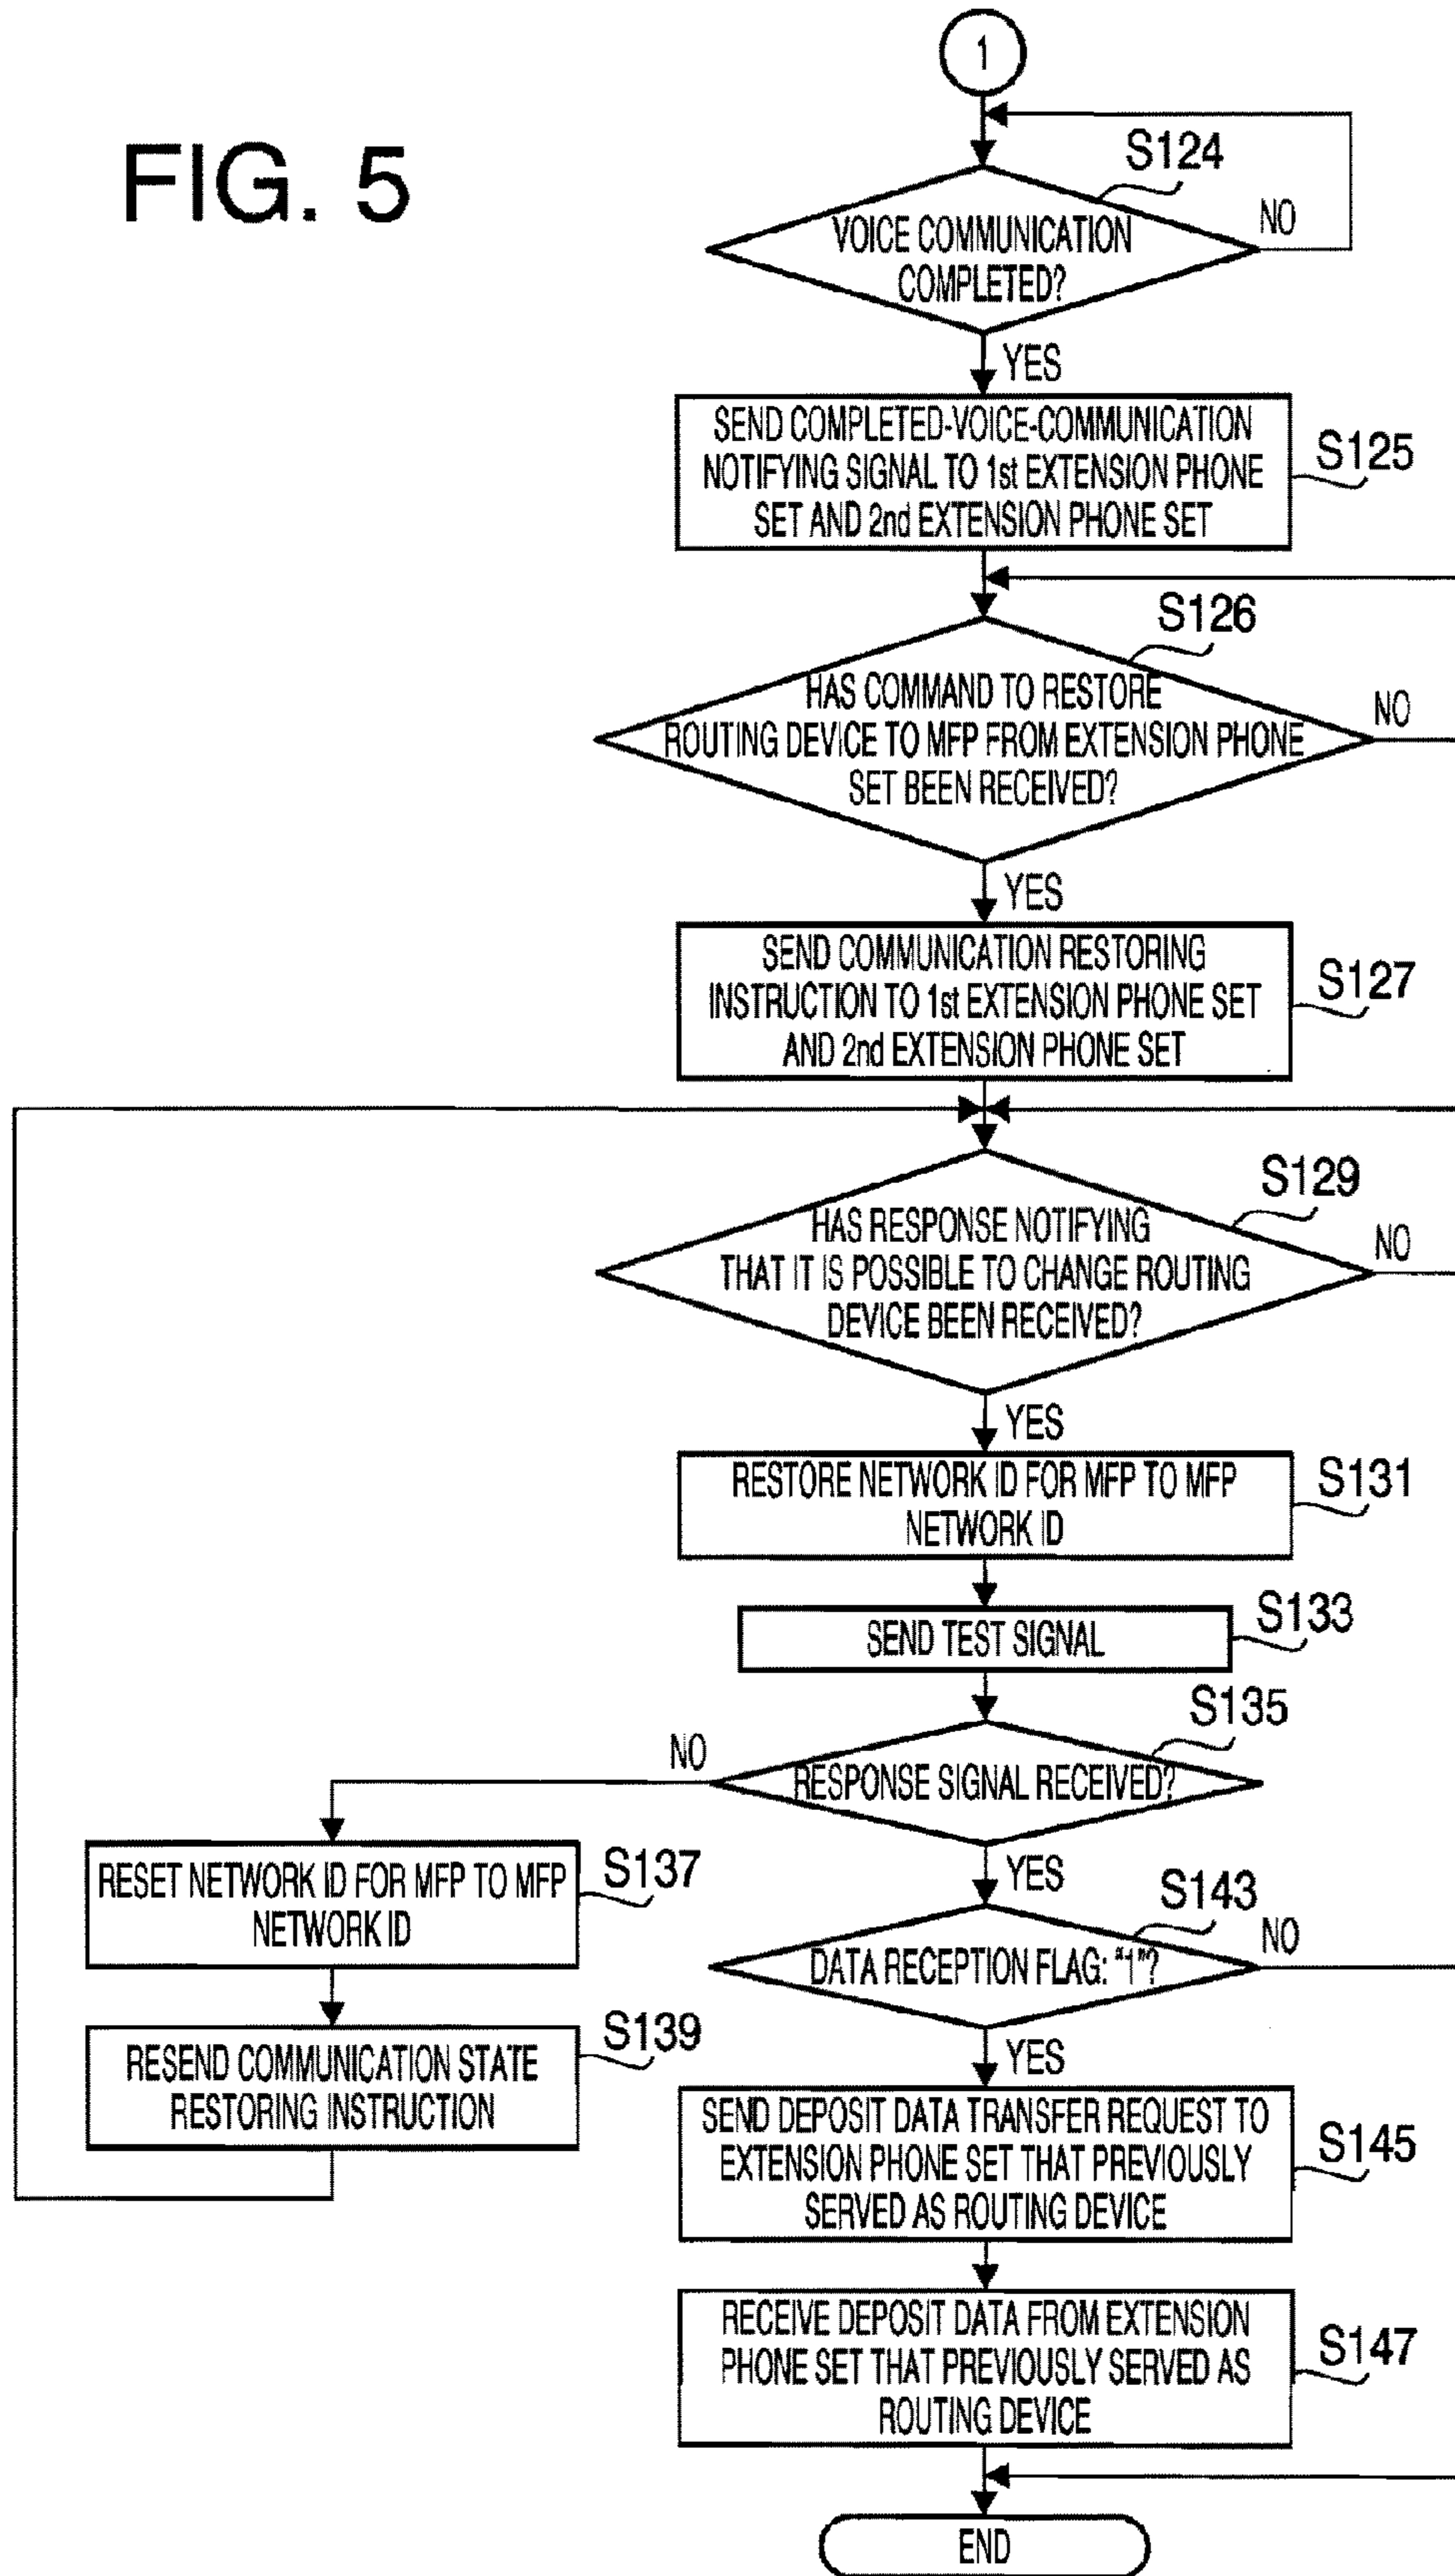 1
FIG. 5
S124
VOICE COMMUNICATION
COMPLETED?
NO
YES
SEND COMPLETED-VOICE-COMMUNICATION
NOTIFYING SIGNAL TO 1st EXTENSION PHONE
SET AND 2nd EXTENSION PHONE SET
S125
S126
HAS COMMAND TO RESTORE
ROUTING DEVICE TO MFP FROM EXTENSION PHONE
SET BEEN RECEIVED?
NO
YES
SEND COMMUNICATION RESTORING
INSTRUCTION TO 1st EXTENSION PHONE SET
AND 2nd EXTENSION PHONE SET
S127
S129
HAS RESPONSE NOTIFYING
THAT IT IS POSSIBLE TO CHANGE ROUTING
DEVICE BEEN RECEIVED?
NO
YES
RESTORE NETWORK ID FOR MFP TO MFP
NETWORK ID
S131
SEND TEST SIGNAL
S133
S135
RESPONSE SIGNAL RECEIVED?
NO
YES
RESET NETWORK ID FOR MFP TO MFP
NETWORK ID
S137
RESEND COMMUNICATION STATE
RESTORING INSTRUCTION
S139
S143
DATA RECEPTION FLAG: "1"?
NO
YES
SEND DEPOSIT DATA TRANSFER REQUEST TO
EXTENSION PHONE SET THAT PREVIOUSLY
SERVED AS ROUTING DEVICE
S145
RECEIVE DEPOSIT DATA FROM EXTENSION
PHONE SET THAT PREVIOUSLY SERVED AS
ROUTING DEVICE
S147
END